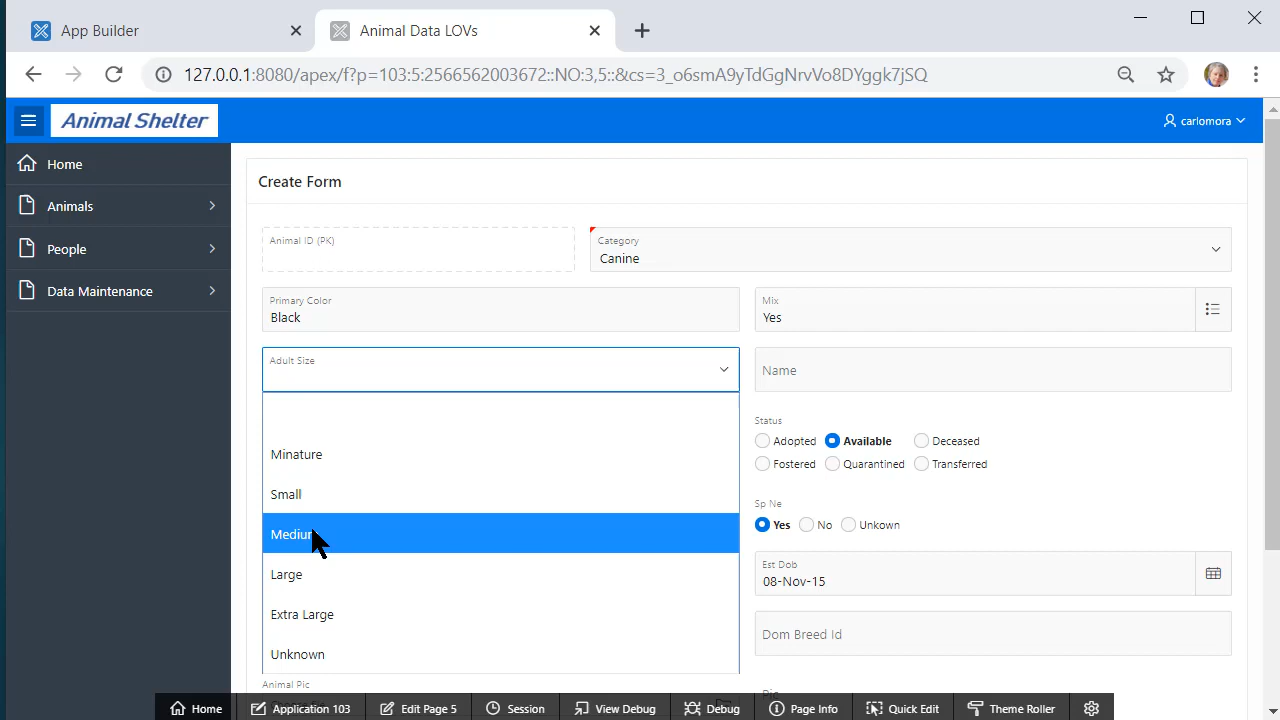 App Builder
Animal Data LOVs
127.0.0.1:8080/apex/f?p=103:5:2566562003672::NO:3,5::&cs=3_o6smA9yTdGgNrvVo8DYggk7jSQ
Animal Shelter
carlomora
Home
Animals
People
Data Maintenance
Create Form
Animal ID (PK)
Category
Canine
Primary Color
Black
Mix
Yes
Adult Size
Name
Minature
Small
Medium
Large
Extra Large
Unknown
Status
Adopted Available Deceased
Fostered Quarantined Transferred
Sp Ne
Yes No Unkown
Est Dob
08-Nov-15
Dom Breed Id
Animal Pic
Pic
Home Application 103 Edit Page 5 Session View Debug Debug Page Info Quick Edit Theme Roller